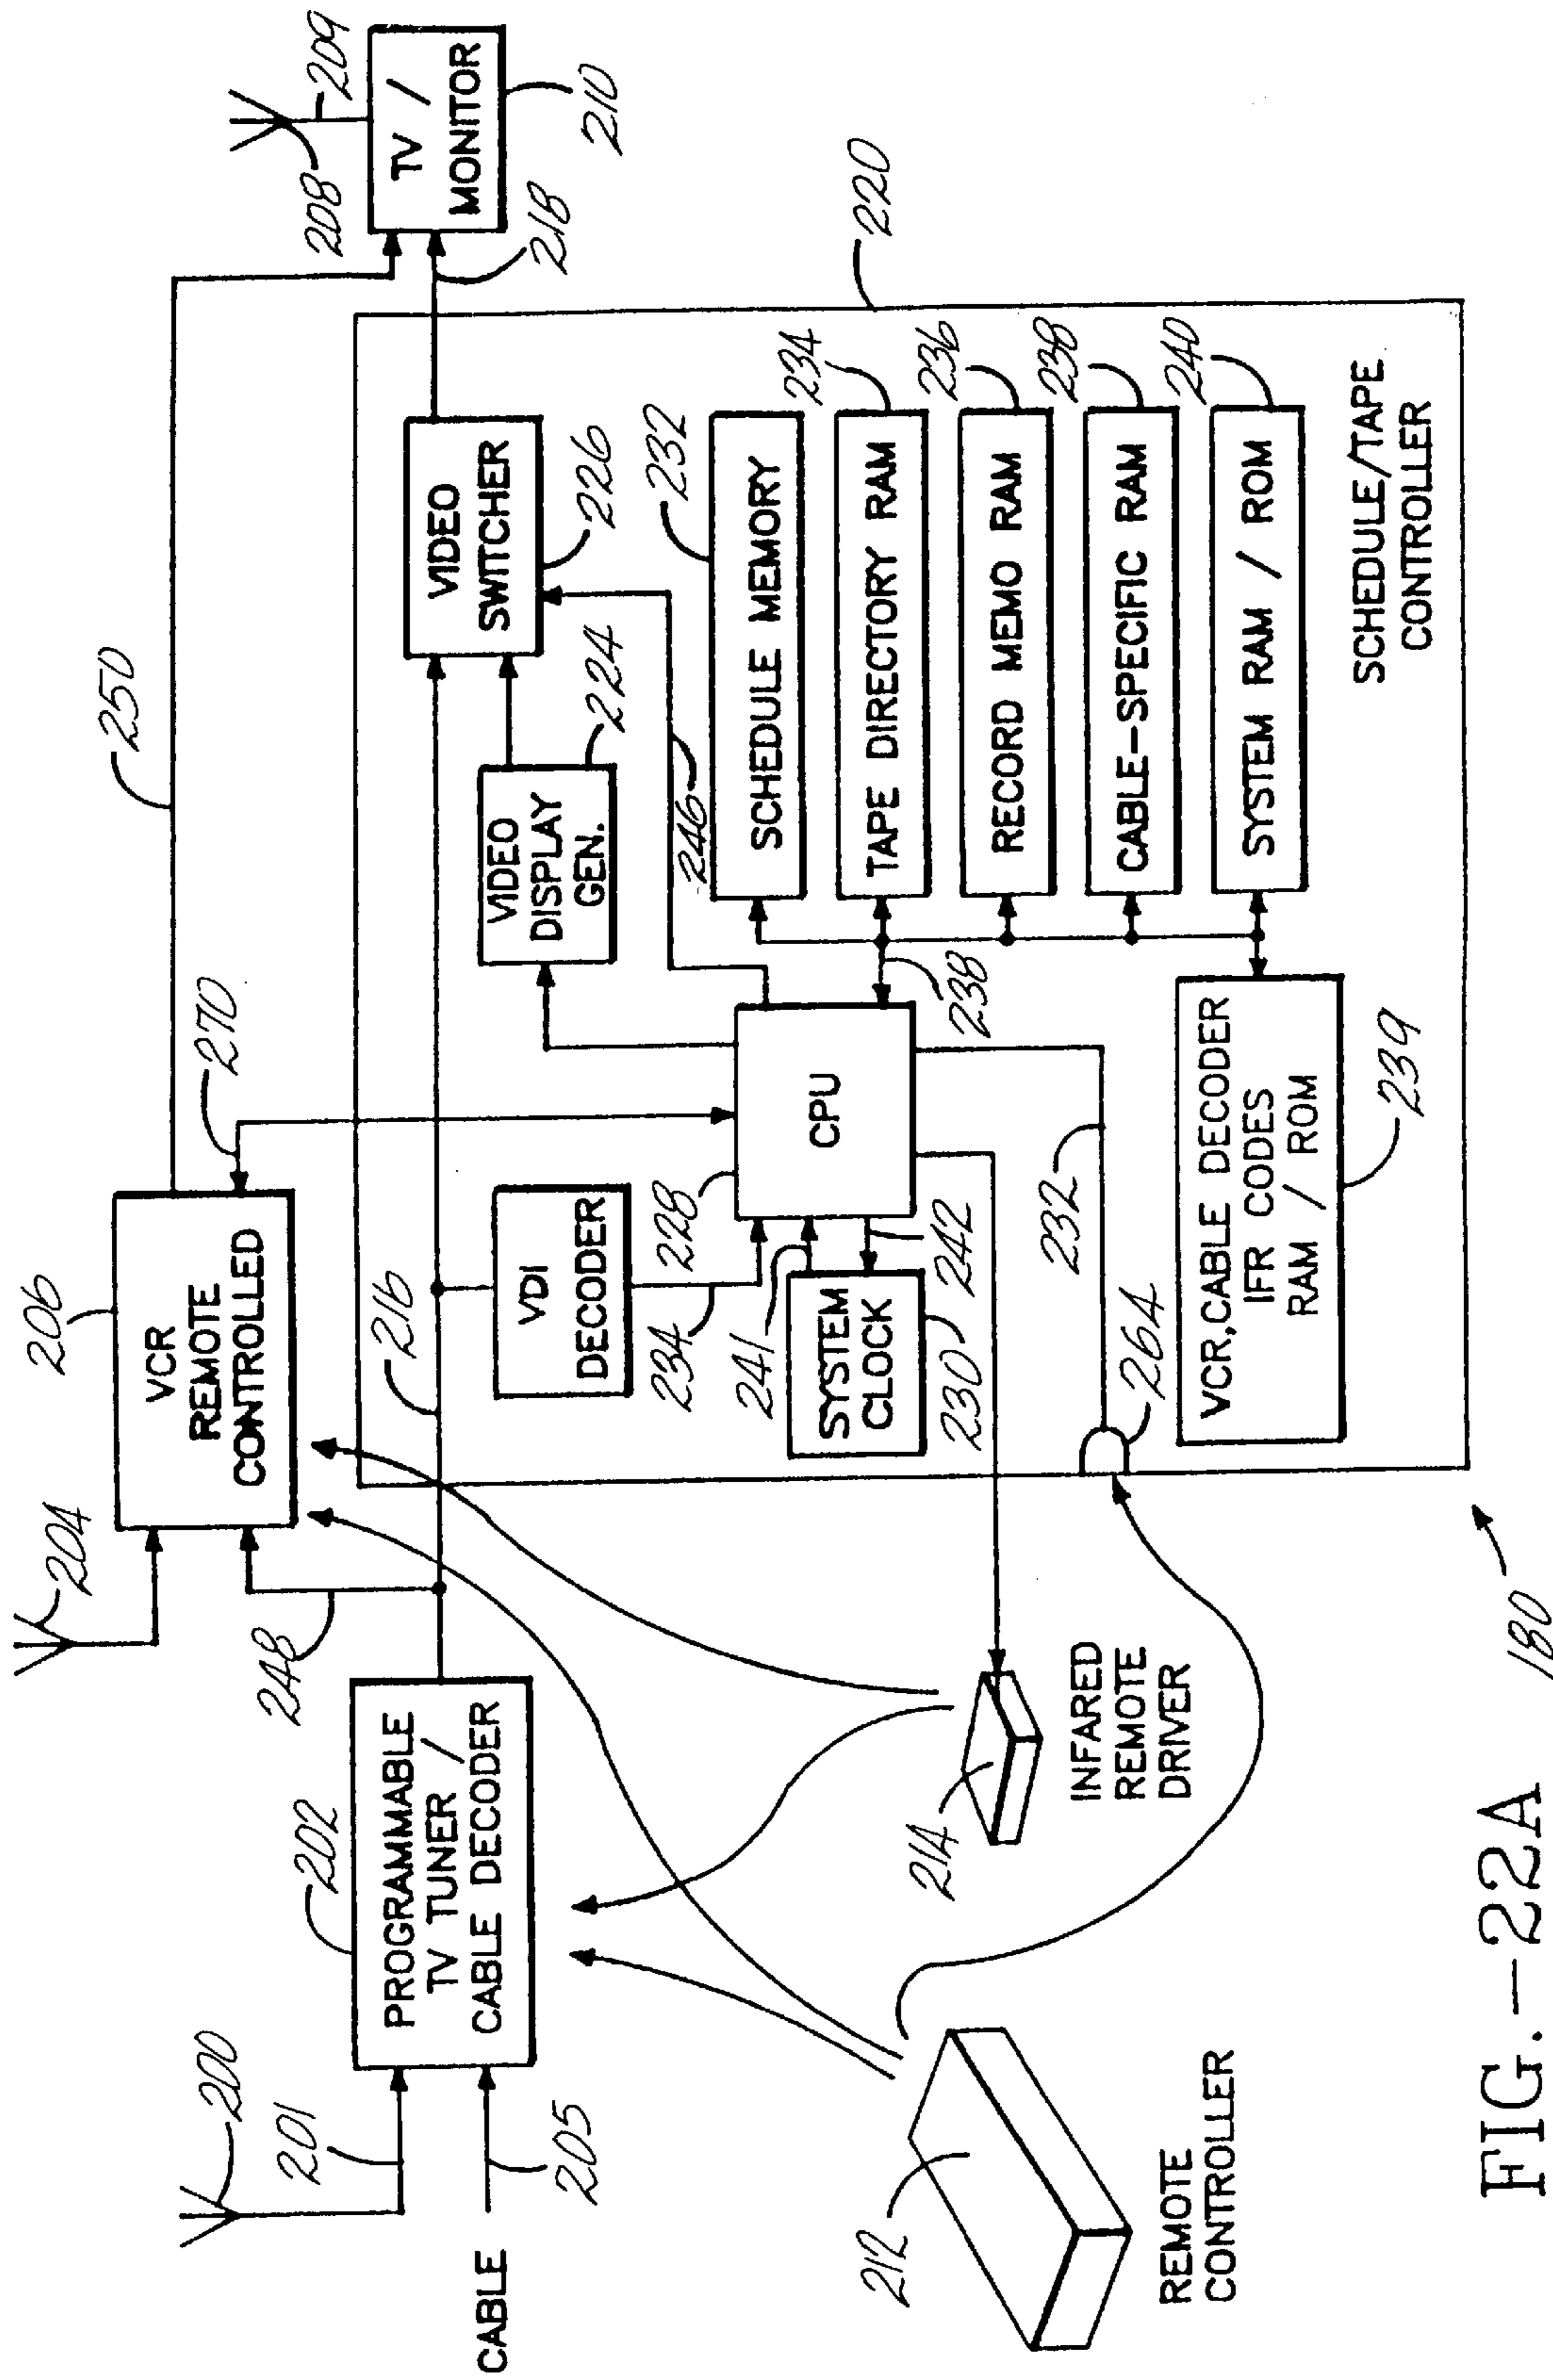 200
201
CABLE
205
202
PROGRAMMABLE
TV TUNER /
CABLE DECODER
204
248
206
VCR
REMOTE
CONTROLLED
270
250
216
208
209
TV /
MONITOR
210
218
220
VIDEO
SWITCHER
226
VIDEO
DISPLAY
GEN.
224
246
VDI
DECODER
234
228
CPU
241
SYSTEM
CLOCK
230
242
238
232
264
232
SCHEDULE MEMORY
234
TAPE DIRECTORY RAM
236
RECORD MEMO RAM
238
CABLE-SPECIFIC RAM
240
SYSTEM RAM / ROM
VCR,CABLE DECODER
IFR CODES
RAM / ROM
239
SCHEDULE/TAPE
CONTROLLER
212
REMOTE
CONTROLLER
214
INFARED
REMOTE
DRIVER
180
FIG.-22A